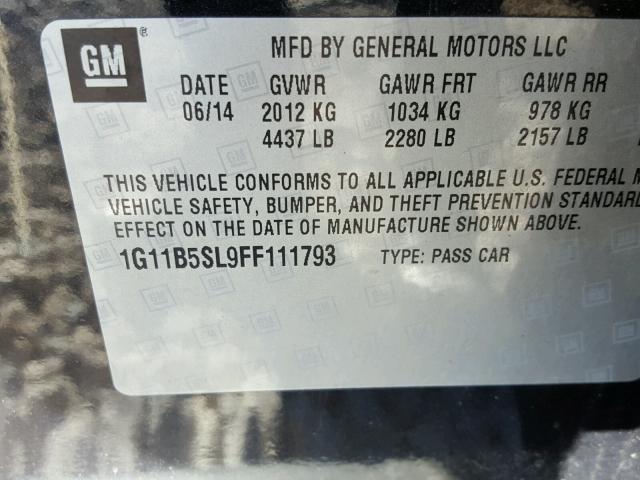 GM ®
MFD BY GENERAL MOTORS LLC
DATE GVWR GAWR FRT GAWR RR
06/14 2012 KG 1034 KG 978 KG
4437 LB 2280 LB 2157 LB
THIS VEHICLE CONFORMS TO ALL APPLICABLE U.S. FEDERAL
VEHICLE SAFETY, BUMPER, AND THEFT PREVENTION STANDARD
EFFECT ON THE DATE OF MANUFACTURE SHOWN ABOVE.
1G11B5SL9FF111793 TYPE: PASS CAR